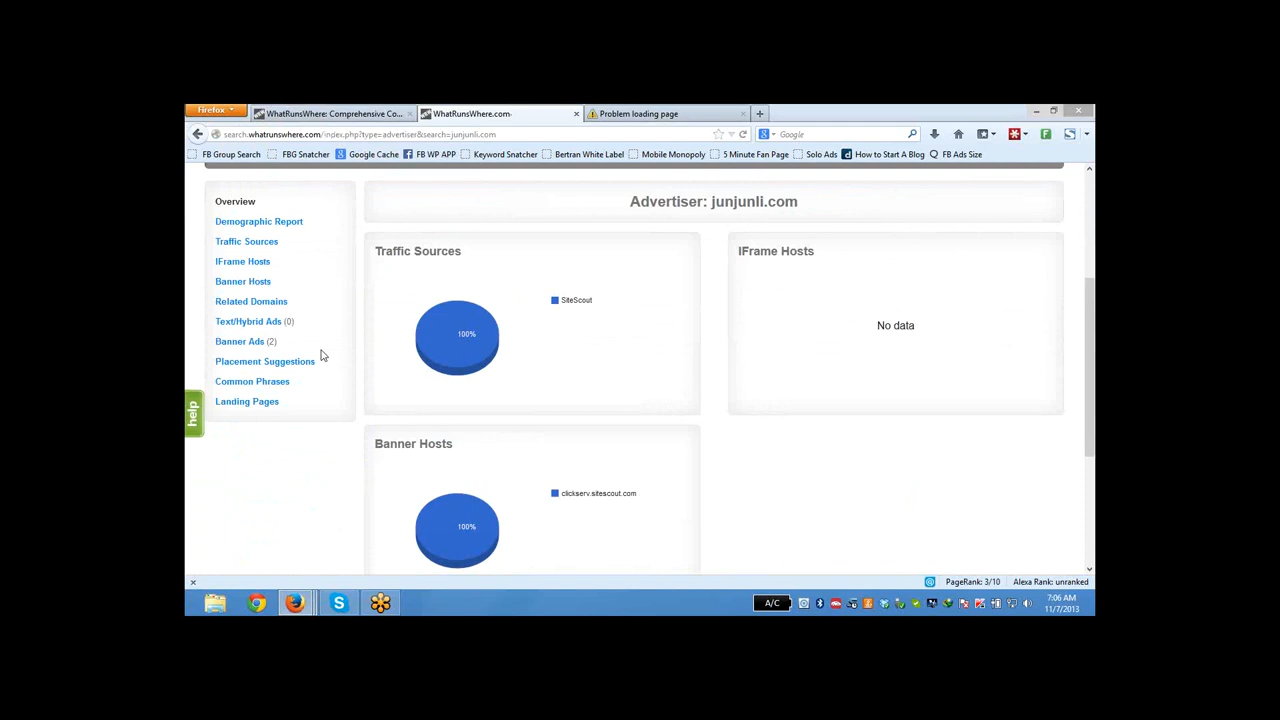 Firefox
WhatRunsWhere: Comprehensive Co...
WhatRunsWhere.com-
Problem loading page
search.whatrunswhere.com/index.php?type=advertiser&search=junjunli.com
Google
FB Group Search
FBG Snatcher
Google Cache
FB WP APP
Keyword Snatcher
Bertran White Label
Mobile Monopoly
5 Minute Fan Page
Solo Ads
How to Start A Blog
FB Ads Size
Overview
Demographic Report
Traffic Sources
IFrame Hosts
Banner Hosts
Related Domains
Text/Hybrid Ads (0)
Banner Ads (2)
Placement Suggestions
Common Phrases
Landing Pages
help
Advertiser: junjunli.com
Traffic Sources
100%
SiteScout
IFrame Hosts
No data
Banner Hosts
100%
clickserv.sitescout.com
PageRank: 3/10
Alexa Rank: unranked
A/C
7:06 AM
11/7/2013